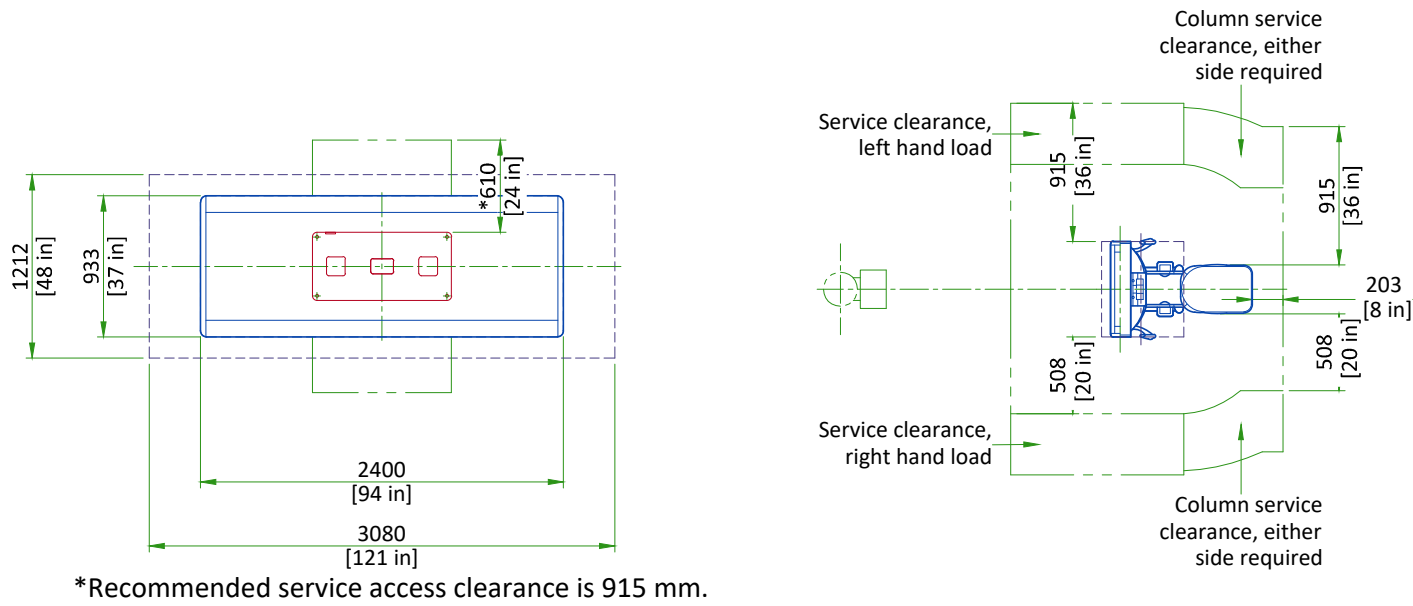 *610
[24 in]
1212
[48 in]
933
[37 in]
2400
[94 in]
3080
[121 in]
*Recommended service access clearance is 915 mm.
Column service
clearance, either
side required
Service clearance,
left hand load
915
[36 in]
915
[36 in]
203
[8 in]
508
[20 in]
508
[20 in]
Service clearance,
right hand load
Column service
clearance, either
side required